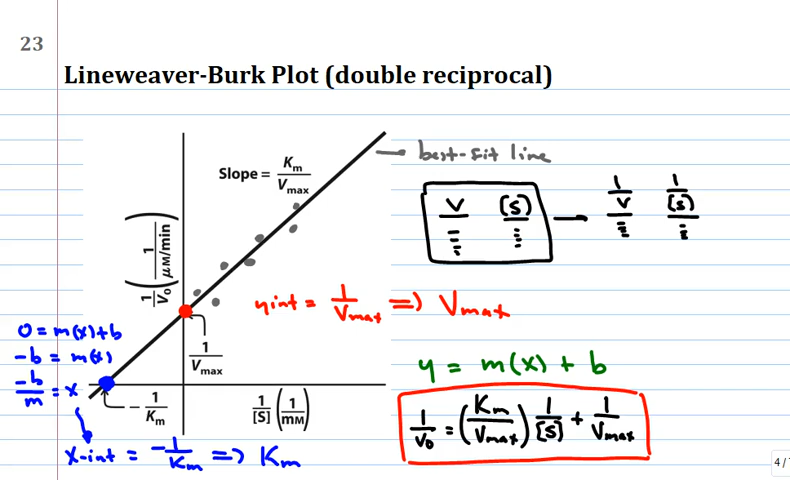 23
Lineweaver-Burk Plot (double reciprocal)
best-fit line
Slope = Km/Vmax
V [S] → 1/V 1/[S]
(1/V0) (1/µM/min)
yint = 1/Vmax => Vmax
1/Vmax
0 = m(x) + b
-b = m(x)
-b/m = x
y = m(x) + b
-1/Km
1/[S] (1/mM)
1/V0 = (Km/Vmax) 1/[S] + 1/Vmax
x-int = -1/Km => Km
4/